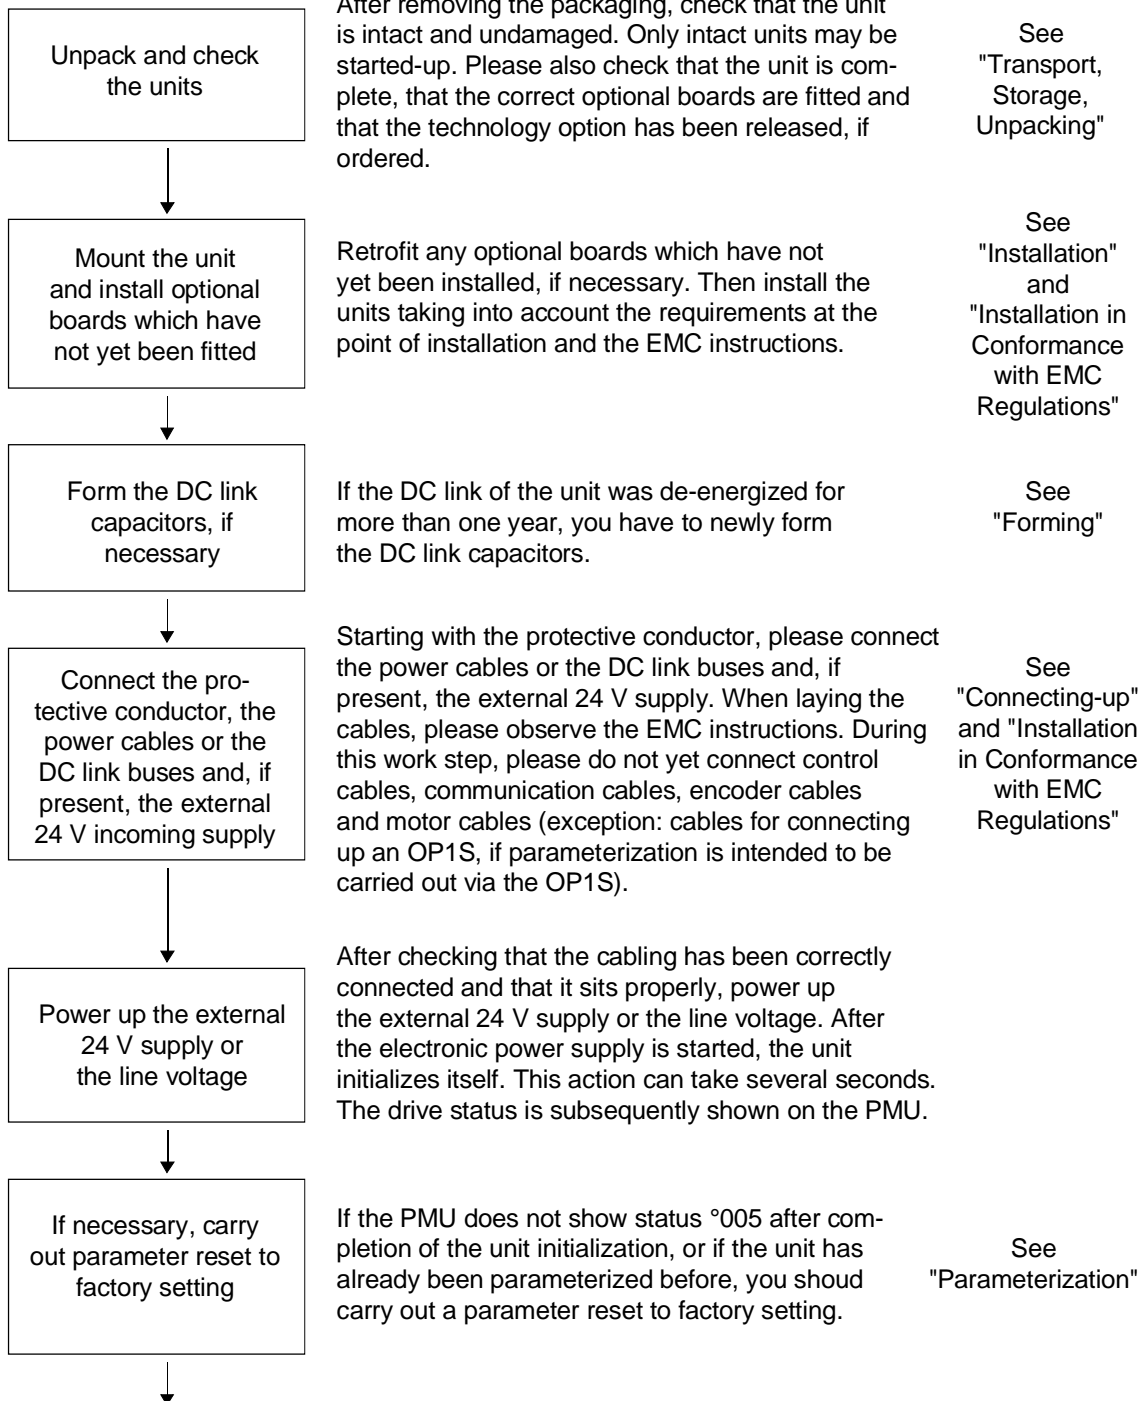 Unpack and check
the units
After removing the packaging, check that the unit
is intact and undamaged. Only intact units may be
started-up. Please also check that the unit is com-
plete, that the correct optional boards are fitted and
that the technology option has been released, if
ordered.
See
"Transport,
Storage,
Unpacking"
Mount the unit
and install optional
boards which have
not yet been fitted
Retrofit any optional boards which have not
yet been installed, if necessary. Then install the
units taking into account the requirements at the
point of installation and the EMC instructions.
See
"Installation"
and
"Installation in
Conformance
with EMC
Regulations"
Form the DC link
capacitors, if
necessary
If the DC link of the unit was de-energized for
more than one year, you have to newly form
the DC link capacitors.
See
"Forming"
Connect the pro-
tective conductor, the
power cables or the
DC link buses and, if
present, the external
24 V incoming supply
Starting with the protective conductor, please connect
the power cables or the DC link buses and, if
present, the external 24 V supply. When laying the
cables, please observe the EMC instructions. During
this work step, please do not yet connect control
cables, communication cables, encoder cables
and motor cables (exception: cables for connecting
up an OP1S, if parameterization is intended to be
carried out via the OP1S).
See
"Connecting-up"
and "Installation
in Conformance
with EMC
Regulations"
Power up the external
24 V supply or
the line voltage
After checking that the cabling has been correctly
connected and that it sits properly, power up
the external 24 V supply or the line voltage. After
the electronic power supply is started, the unit
initializes itself. This action can take several seconds.
The drive status is subsequently shown on the PMU.
If necessary, carry
out parameter reset to
factory setting
If the PMU does not show status °005 after com-
pletion of the unit initialization, or if the unit has
already been parameterized before, you shoud
carry out a parameter reset to factory setting.
See
"Parameterization"